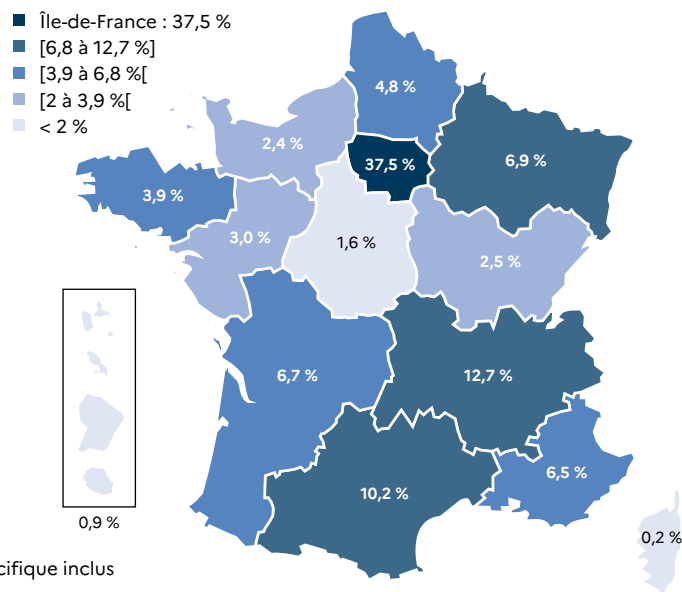 Île-de-France : 37,5 %
[6,8 à 12,7 %]
[3,9 à 6,8 %[
[2 à 3,9 %[
< 2 %
4,8 %
2,4 %
37,5 %
6,9 %
3,9 %
3,0 %
1,6 %
2,5 %
6,7 %
12,7 %
10,2 %
6,5 %
0,9 %
0,2 %
cifique inclus